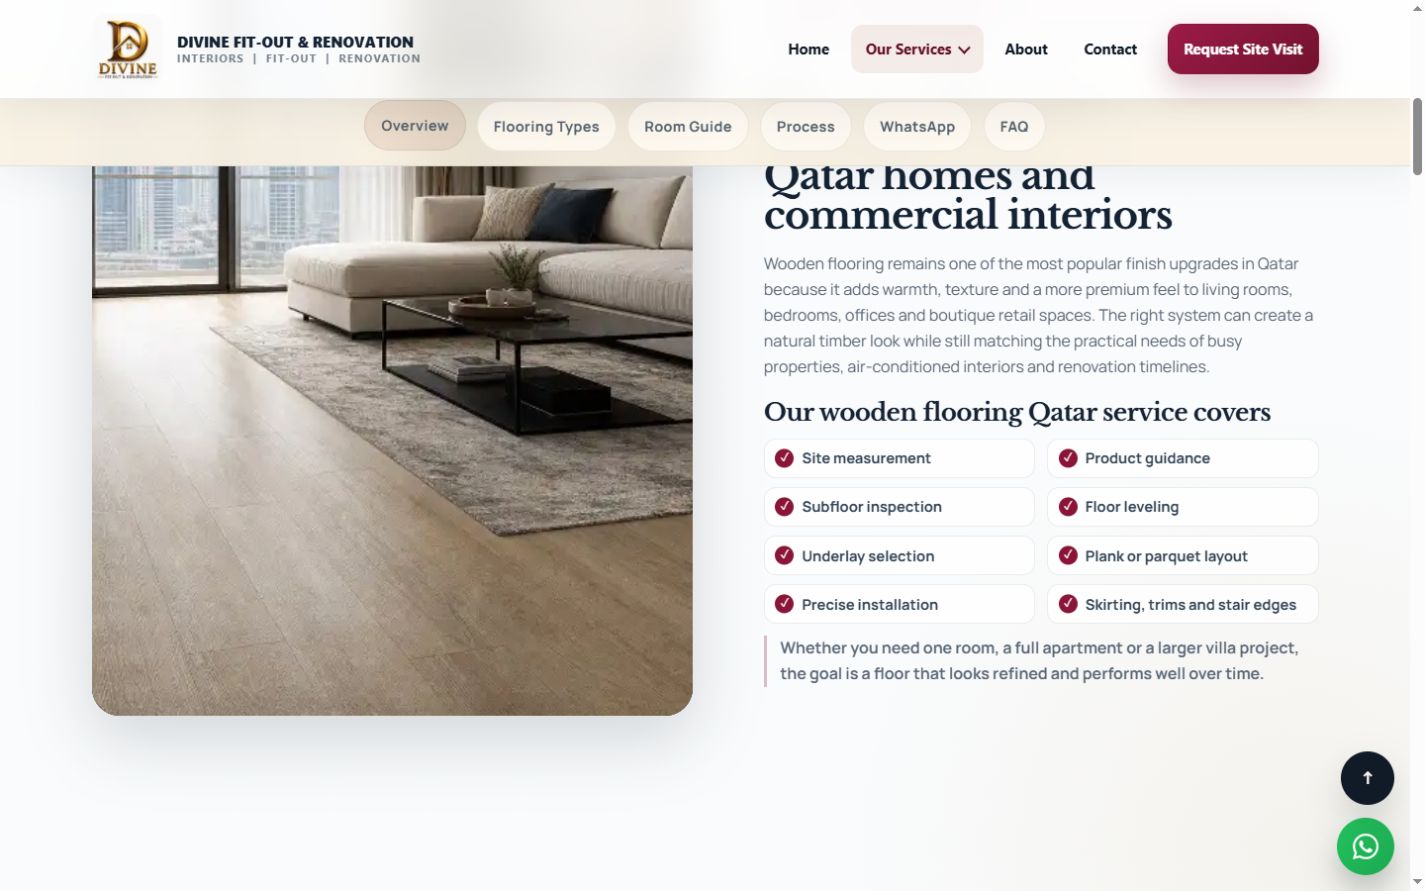 DIVINE
FIT-OUT & RENOVATION
DIVINE FIT-OUT & RENOVATION
INTERIORS | FIT-OUT | RENOVATION
Home
Our Services
About
Contact
Request Site Visit
Overview
Flooring Types
Room Guide
Process
WhatsApp
FAQ
Qatar homes and
commercial interiors
Wooden flooring remains one of the most popular finish upgrades in Qatar
because it adds warmth, texture and a more premium feel to living rooms,
bedrooms, offices and boutique retail spaces. The right system can create a
natural timber look while still matching the practical needs of busy
properties, air-conditioned interiors and renovation timelines.
Our wooden flooring Qatar service covers
Site measurement
Product guidance
Subfloor inspection
Floor leveling
Underlay selection
Plank or parquet layout
Precise installation
Skirting, trims and stair edges
Whether you need one room, a full apartment or a larger villa project,
the goal is a floor that looks refined and performs well over time.